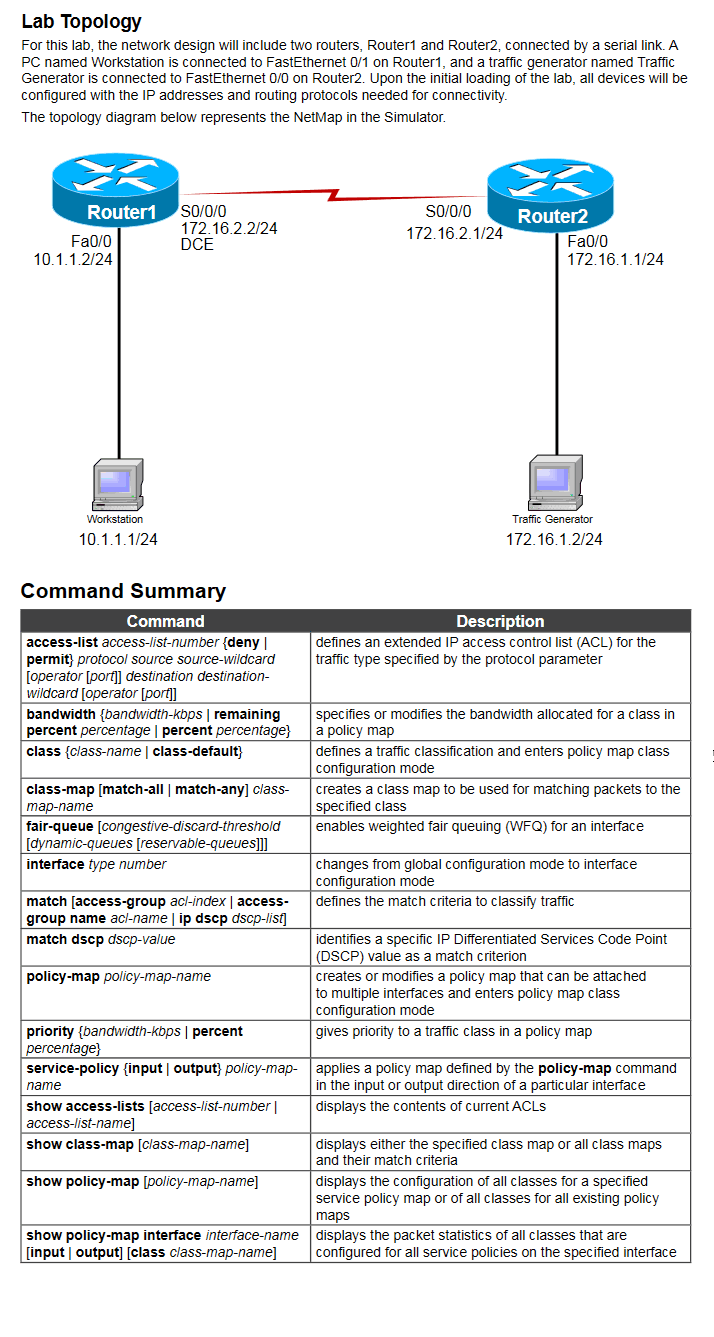 Lab Topology
For this lab, the network design will include two routers, Router1 and Router2, connected by a serial link. A
PC named Workstation is connected to FastEthernet 0/1 on Router1, and a traffic generator named Traffic
Generator is connected to FastEthernet 0/0 on Router2. Upon the initial loading of the lab, all devices will be
configured with the IP addresses and routing protocols needed for connectivity.
The topology diagram below represents the NetMap in the Simulator.
Router1
S0/0/0
172.16.2.2/24
DCE
S0/0/0
172.16.2.1/24
Router2
Fa0/0
10.1.1.2/24
Fa0/0
172.16.1.1/24
Workstation
10.1.1.1/24
Traffic Generator
172.16.1.2/24
Command Summary
Command
Description
access-list access-list-number {deny |
permit} protocol source source-wildcard
[operator [port]] destination destination-
wildcard [operator [port]]
defines an extended IP access control list (ACL) for the
traffic type specified by the protocol parameter
bandwidth {bandwidth-kbps | remaining
percent percentage | percent percentage}
specifies or modifies the bandwidth allocated for a class in
a policy map
class {class-name | class-default}
defines a traffic classification and enters policy map class
configuration mode
class-map [match-all | match-any] class-
map-name
creates a class map to be used for matching packets to the
specified class
fair-queue [congestive-discard-threshold
[dynamic-queues [reservable-queues]]]
enables weighted fair queuing (WFQ) for an interface
interface type number
changes from global configuration mode to interface
configuration mode
match [access-group acl-index | access-
group name acl-name | ip dscp dscp-list]
defines the match criteria to classify traffic
match dscp dscp-value
identifies a specific IP Differentiated Services Code Point
(DSCP) value as a match criterion
policy-map policy-map-name
creates or modifies a policy map that can be attached
to multiple interfaces and enters policy map class
configuration mode
priority {bandwidth-kbps | percent
percentage}
gives priority to a traffic class in a policy map
service-policy {input | output} policy-map-
name
applies a policy map defined by the policy-map command
in the input or output direction of a particular interface
show access-lists [access-list-number |
access-list-name]
displays the contents of current ACLs
show class-map [class-map-name]
displays either the specified class map or all class maps
and their match criteria
show policy-map [policy-map-name]
displays the configuration of all classes for a specified
service policy map or of all classes for all existing policy
maps
show policy-map interface interface-name
[input | output] [class class-map-name]
displays the packet statistics of all classes that are
configured for all service policies on the specified interface